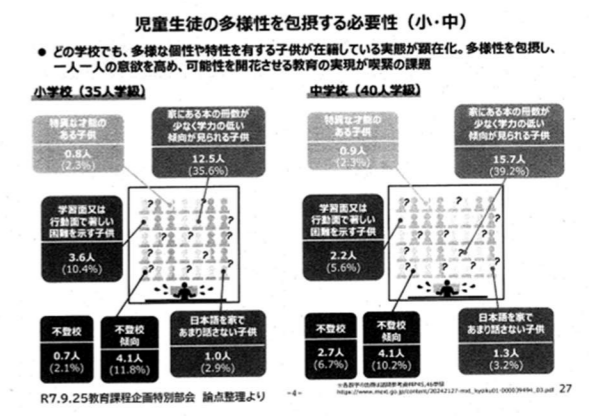 児童生徒の多様性を包摂する必要性（小・中）
● どの学校でも、多様な個性や特性を有する子供が在籍している実態が顕在化。多様性を包摂し、
一人一人の意欲を高め、可能性を開花させる教育の実現が喫緊の課題
小学校（35人学級）
特異な才能の
ある子供
0.8人
(2.3%)
家にある本の冊数が
少なく学力の低い
傾向が見られる子供
12.5人
(35.6%)
学習面又は
行動面で著しい
困難を示す子供
3.6人
(10.4%)
?
?
?
?
?
?
?
?
不登校
0.7人
(2.1%)
不登校
傾向
4.1人
(11.8%)
日本語を家で
あまり話さない子供
1.0人
(2.9%)
中学校（40人学級）
特異な才能の
ある子供
0.9人
(2.3%)
家にある本の冊数が
少なく学力の低い
傾向が見られる子供
15.7人
(39.2%)
学習面又は
行動面で著しい
困難を示す子供
2.2人
(5.6%)
?
?
?
?
?
?
?
?
不登校
2.7人
(6.7%)
不登校
傾向
4.1人
(10.2%)
日本語を家で
あまり話さない子供
1.3人
(3.2%)
R7.9.25教育課程企画特別部会 論点整理より
-4-
27